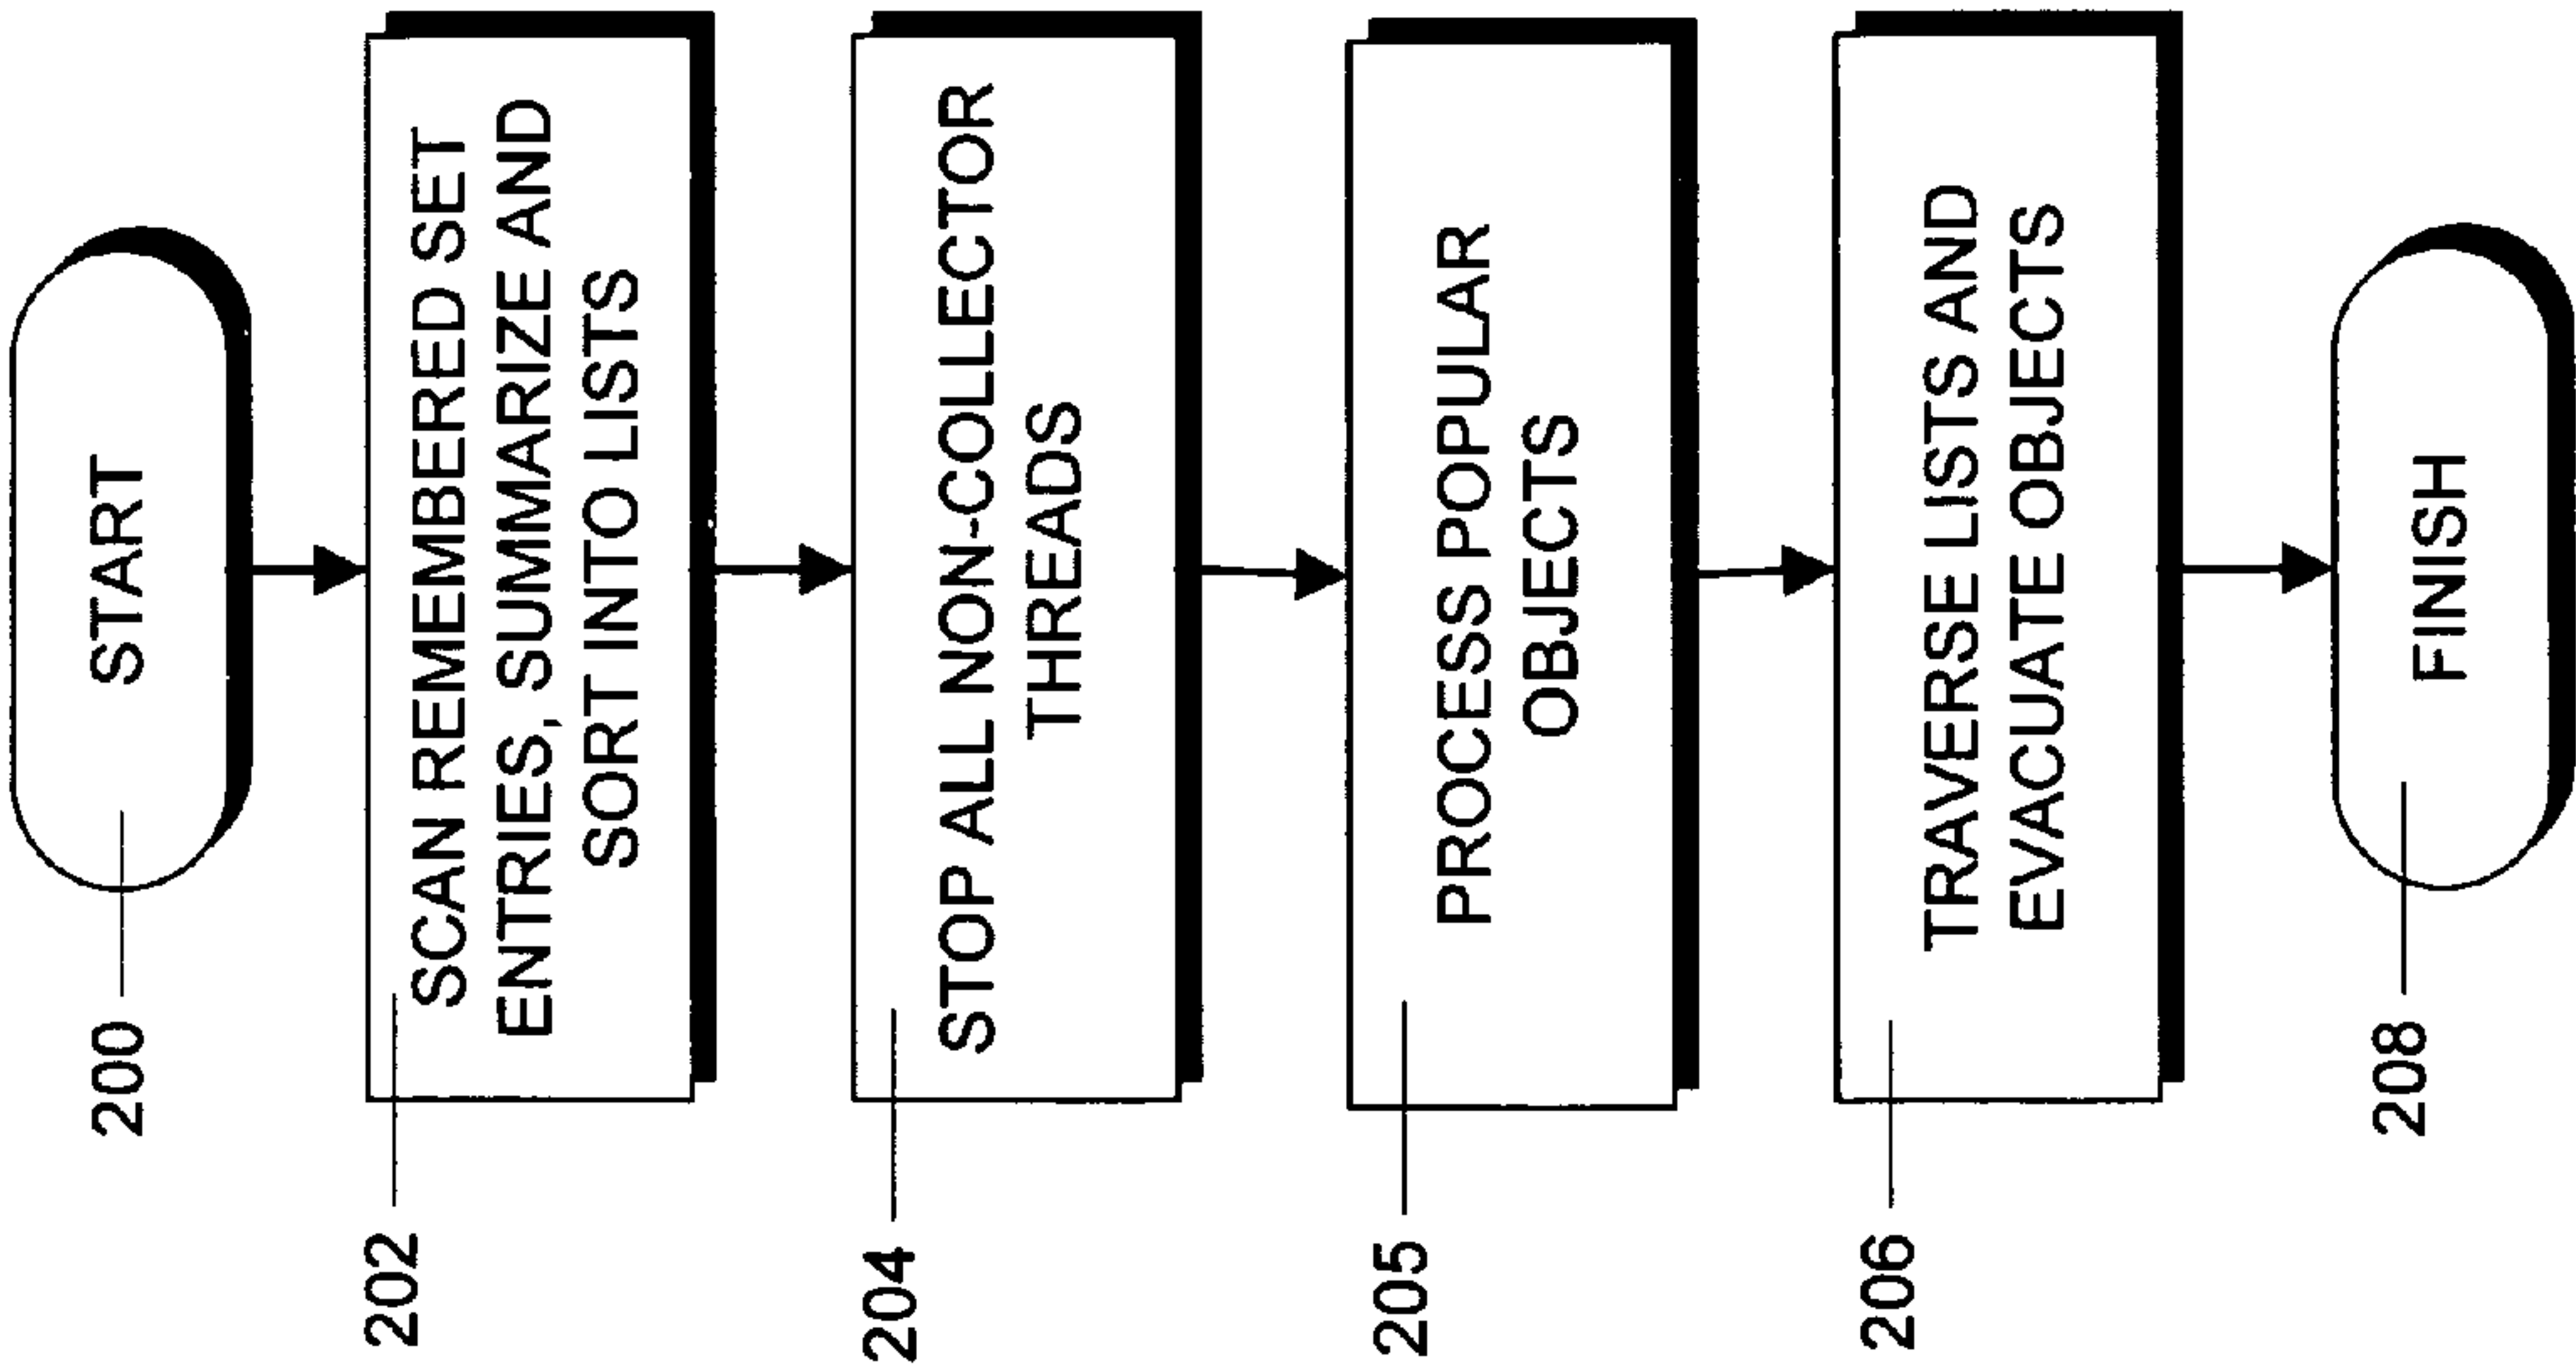 200
START
202
SCAN REMEMBERED SET
ENTRIES, SUMMARIZE AND
SORT INTO LISTS
204
STOP ALL NON-COLLECTOR
THREADS
205
PROCESS POPULAR
OBJECTS
206
TRAVERSE LISTS AND
EVACUATE OBJECTS
208
FINISH